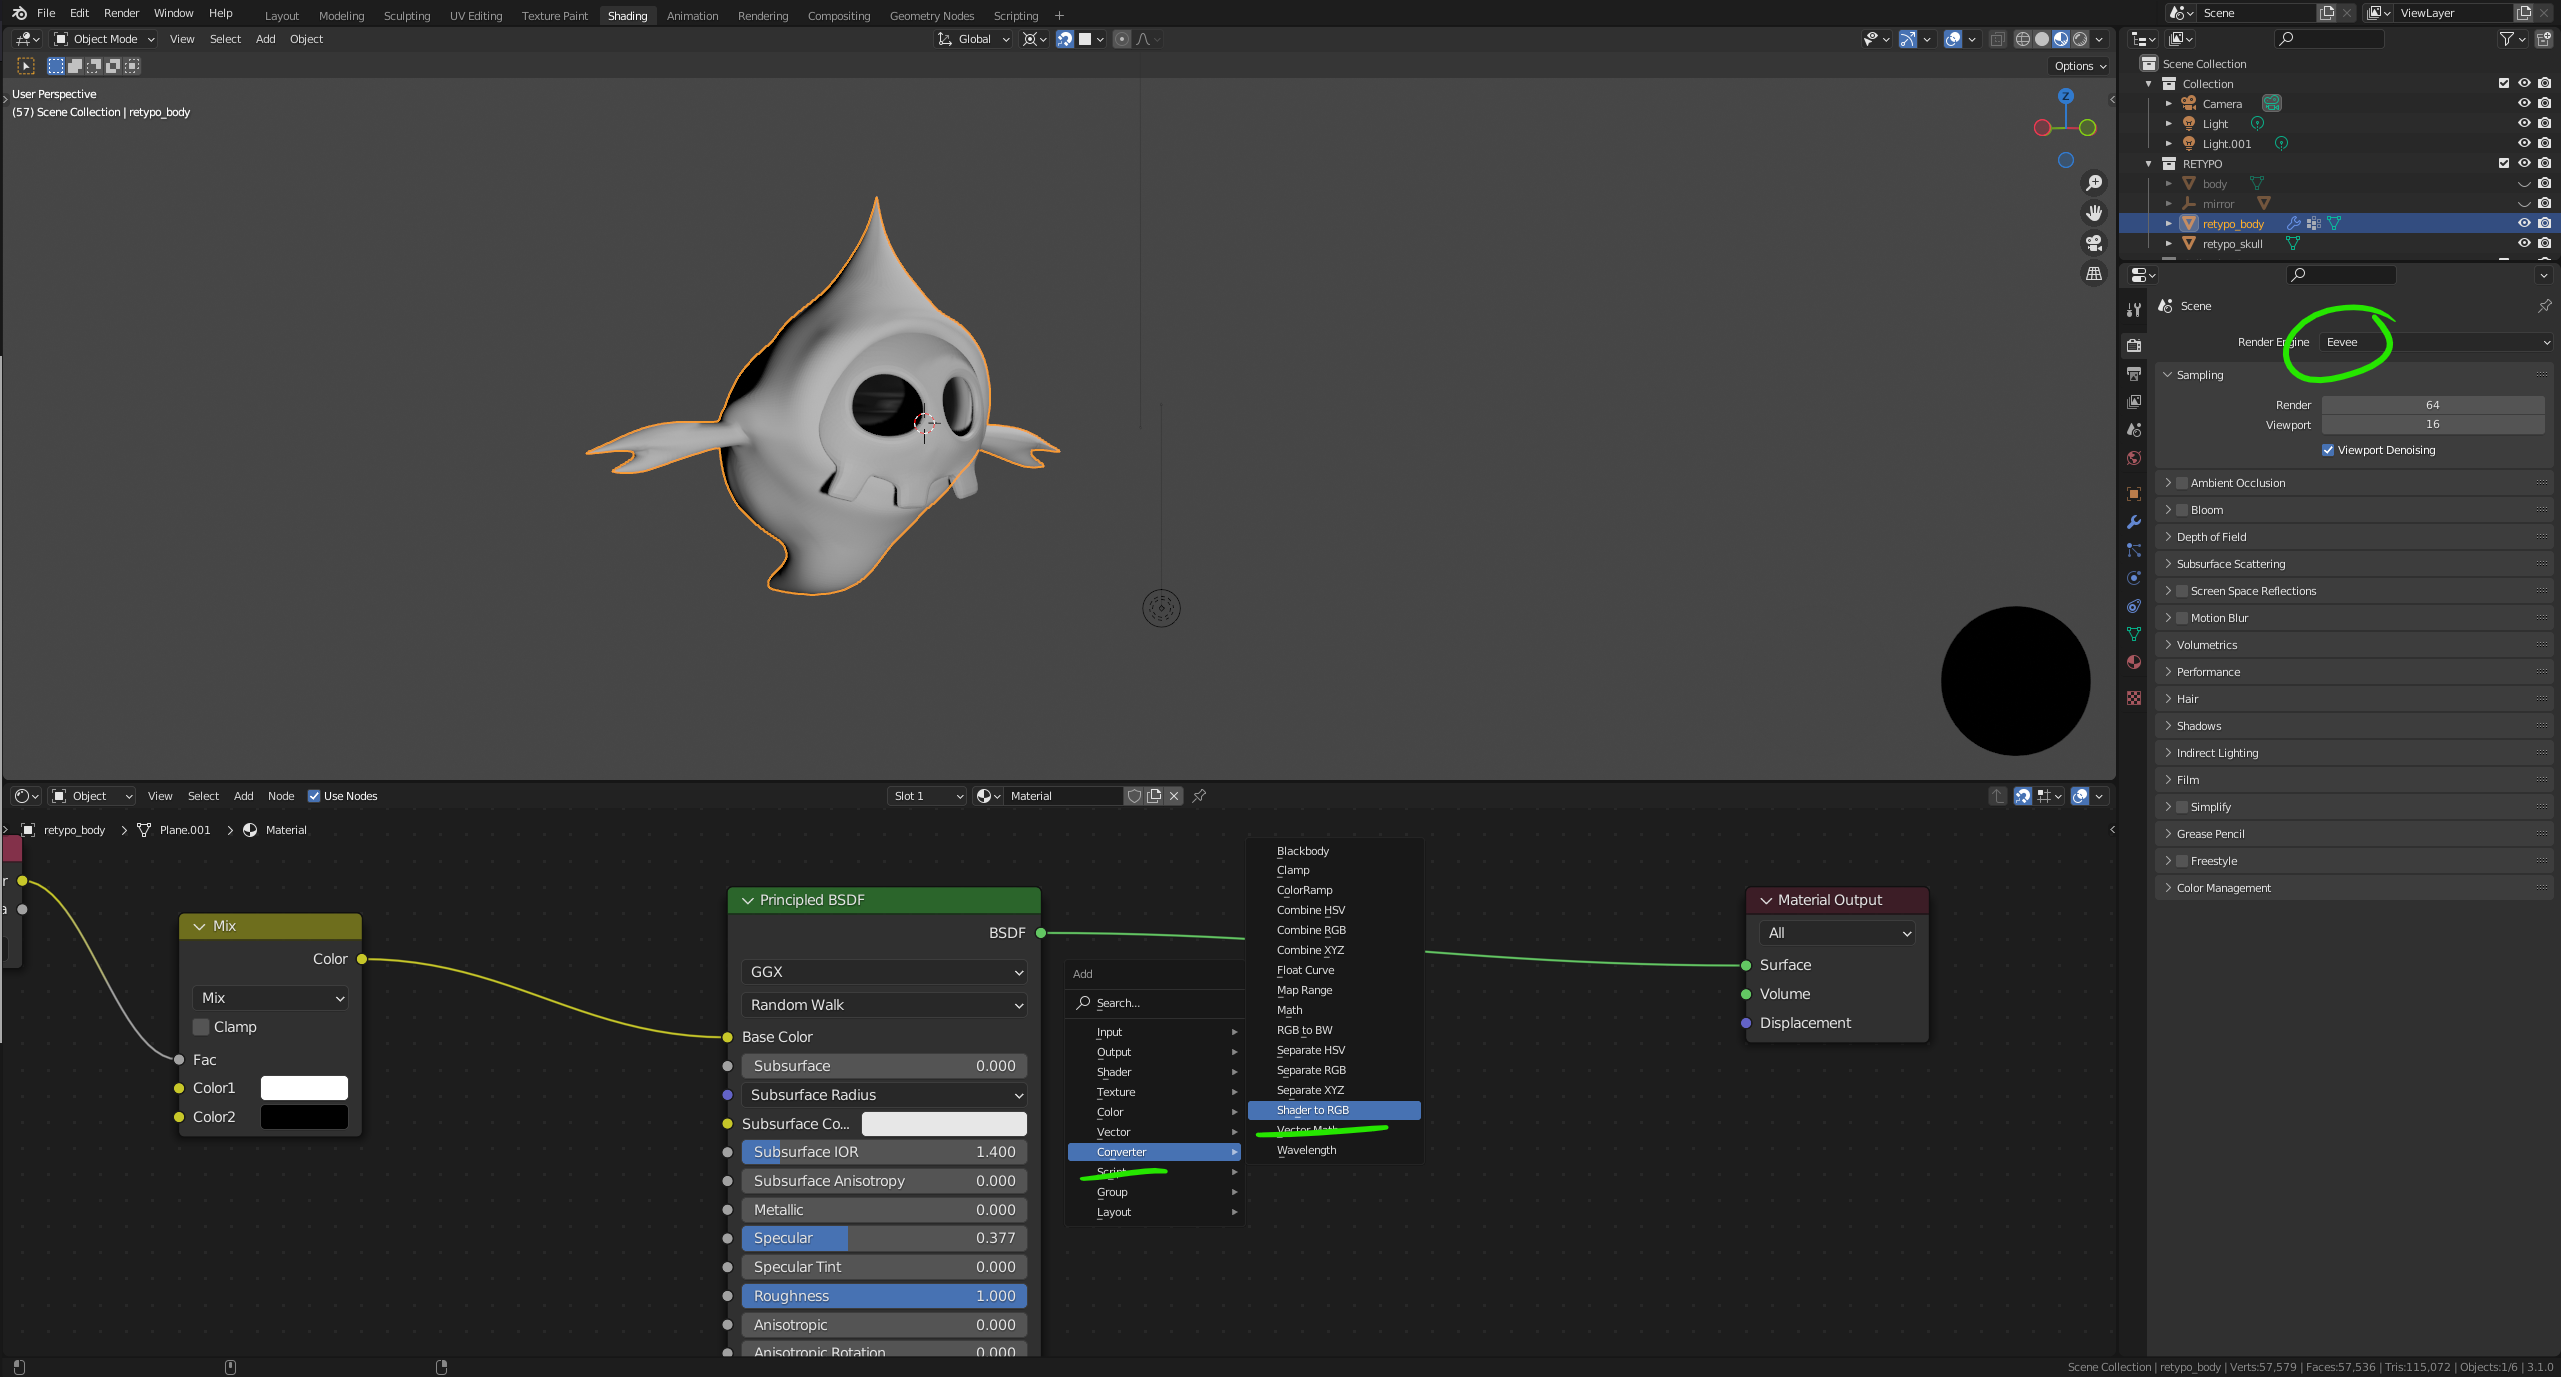 File Edit Render Window Help Layout Modeling Sculpting UV Editing Texture Paint Shading Animation Rendering Compositing Geometry Nodes Scripting + Scene ViewLayer
Object Mode View Select Add Object Global
Options
User Perspective
(57) Scene Collection | retypo_body
Z
Scene Collection
Collection
Camera
Light
Light.001
RETYPO
body
mirror
retypo_body
retypo_skull
Scene
Render Engine Eevee
Sampling
Render 64
Viewport 16
Viewport Denoising
Ambient Occlusion
Bloom
Depth of Field
Subsurface Scattering
Screen Space Reflections
Motion Blur
Volumetrics
Performance
Hair
Shadows
Indirect Lighting
Film
Simplify
Grease Pencil
Freestyle
Color Management
Object View Select Add Node Use Nodes Slot 1 Material
retypo_body Plane.001 Material
r
a
Mix
Color
Mix
Clamp
Fac
Color1
Color2
Principled BSDF
BSDF
GGX
Random Walk
Base Color
Subsurface 0.000
Subsurface Radius
Subsurface Co...
Subsurface IOR 1.400
Subsurface Anisotropy 0.000
Metallic 0.000
Specular 0.377
Specular Tint 0.000
Roughness 1.000
Anisotropic 0.000
Anisotropic Rotation 0.000
Add
Search...
Input
Output
Shader
Texture
Color
Vector
Converter
Script
Group
Layout
Blackbody
Clamp
ColorRamp
Combine HSV
Combine RGB
Combine XYZ
Float Curve
Map Range
Math
RGB to BW
Separate HSV
Separate RGB
Separate XYZ
Shader to RGB
Vector Math
Wavelength
Material Output
All
Surface
Volume
Displacement
Scene Collection | retypo_body | Verts:57,579 | Faces:57,536 | Tris:115,072 | Objects:1/6 | 3.1.0